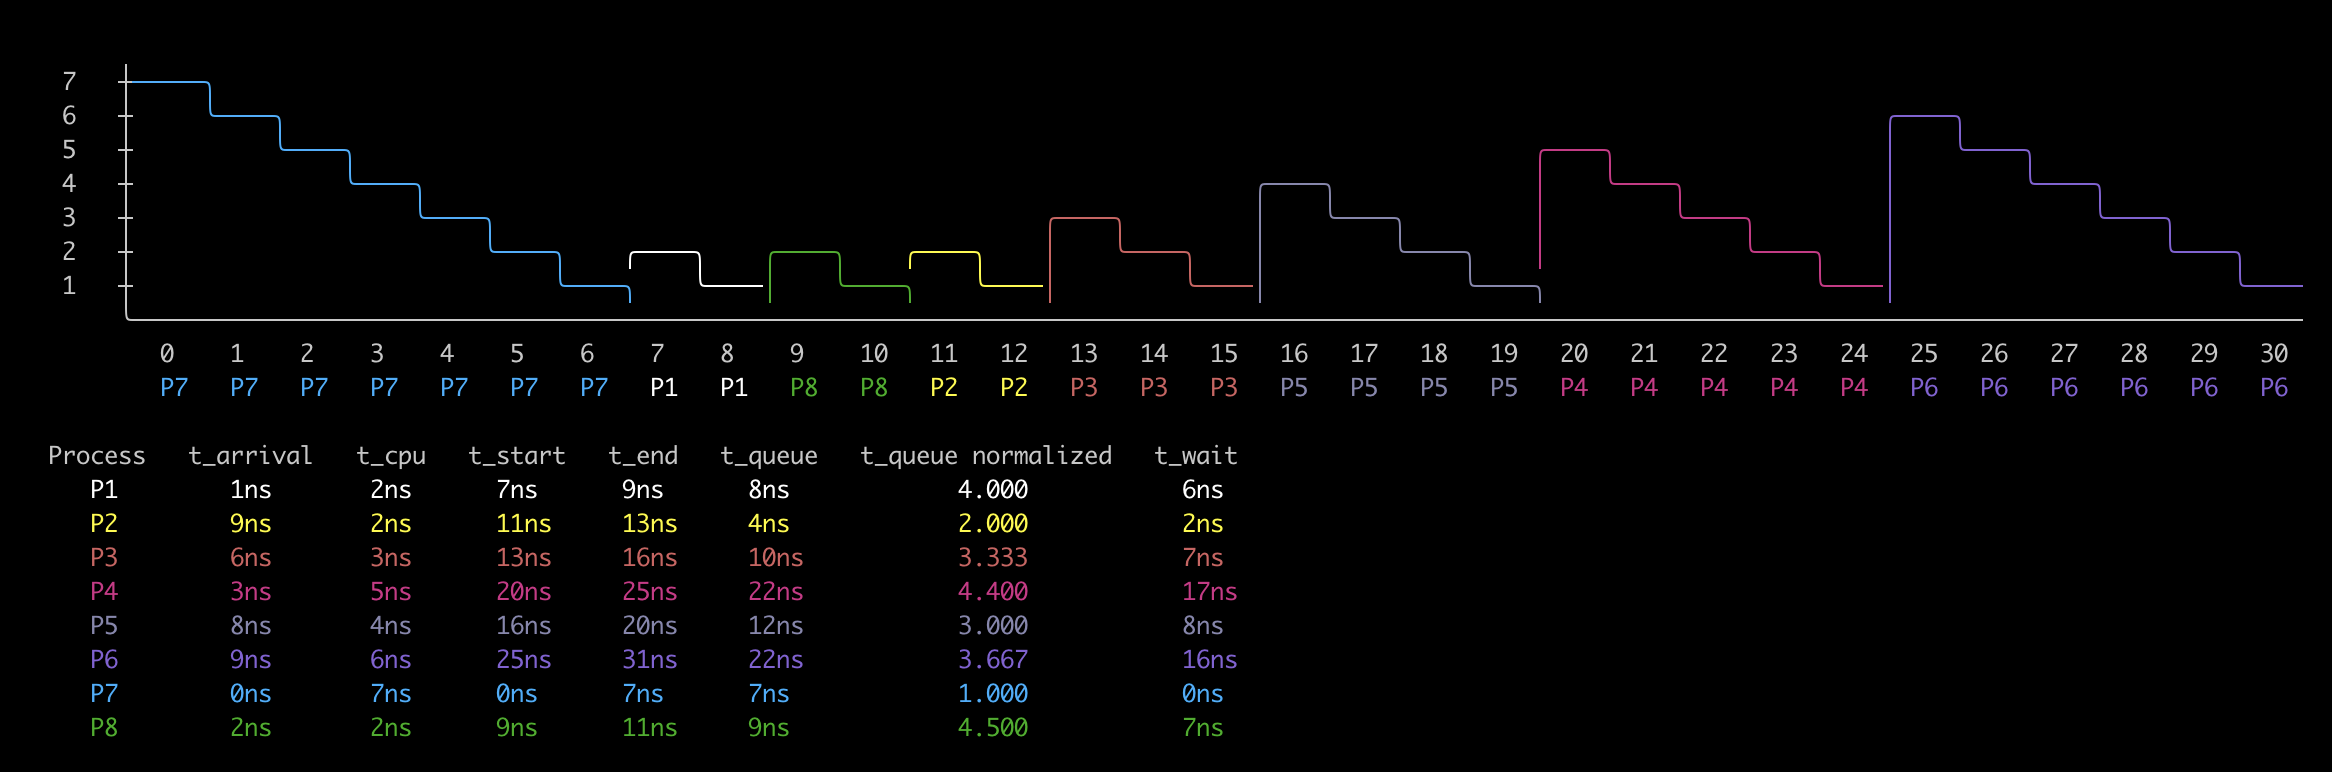 7
6
5
4
3
2
1
0 1 2 3 4 5 6 7 8 9 10 11 12 13 14 15 16 17 18 19 20 21 22 23 24 25 26 27 28 29 30
P7 P7 P7 P7 P7 P7 P7 P1 P1 P8 P8 P2 P2 P3 P3 P3 P5 P5 P5 P5 P4 P4 P4 P4 P4 P6 P6 P6 P6 P6 P6
Process t_arrival t_cpu t_start t_end t_queue t_queue normalized t_wait
P1 1ns 2ns 7ns 9ns 8ns 4.000 6ns
P2 9ns 2ns 11ns 13ns 4ns 2.000 2ns
P3 6ns 3ns 13ns 16ns 10ns 3.333 7ns
P4 3ns 5ns 20ns 25ns 22ns 4.400 17ns
P5 8ns 4ns 16ns 20ns 12ns 3.000 8ns
P6 9ns 6ns 25ns 31ns 22ns 3.667 16ns
P7 0ns 7ns 0ns 7ns 7ns 1.000 0ns
P8 2ns 2ns 9ns 11ns 9ns 4.500 7ns